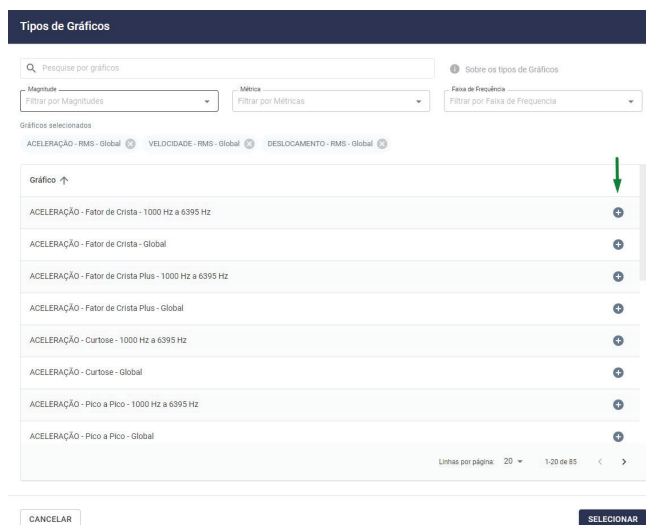 Tipos de Gráficos
Pesquise por gráficos
Sobre os tipos de Gráficos
Magnitude
Filtrar por Magnitudes
Métrica
Filtrar por Métricas
Faixa de Frequência
Filtrar por Faixa de Frequencia
Gráficos selecionados
ACELERAÇÃO - RMS - Global
VELOCIDADE - RMS - Global
DESLOCAMENTO - RMS - Global
Gráfico
ACELERAÇÃO - Fator de Crista - 1000 Hz a 6395 Hz
ACELERAÇÃO - Fator de Crista - Global
ACELERAÇÃO - Fator de Crista Plus - 1000 Hz a 6395 Hz
ACELERAÇÃO - Fator de Crista Plus - Global
ACELERAÇÃO - Curtose - 1000 Hz a 6395 Hz
ACELERAÇÃO - Curtose - Global
ACELERAÇÃO - Pico a Pico - 1000 Hz a 6395 Hz
ACELERAÇÃO - Pico a Pico - Global
Linhas por página: 20 1-20 de 85
CANCELAR
SELECIONAR